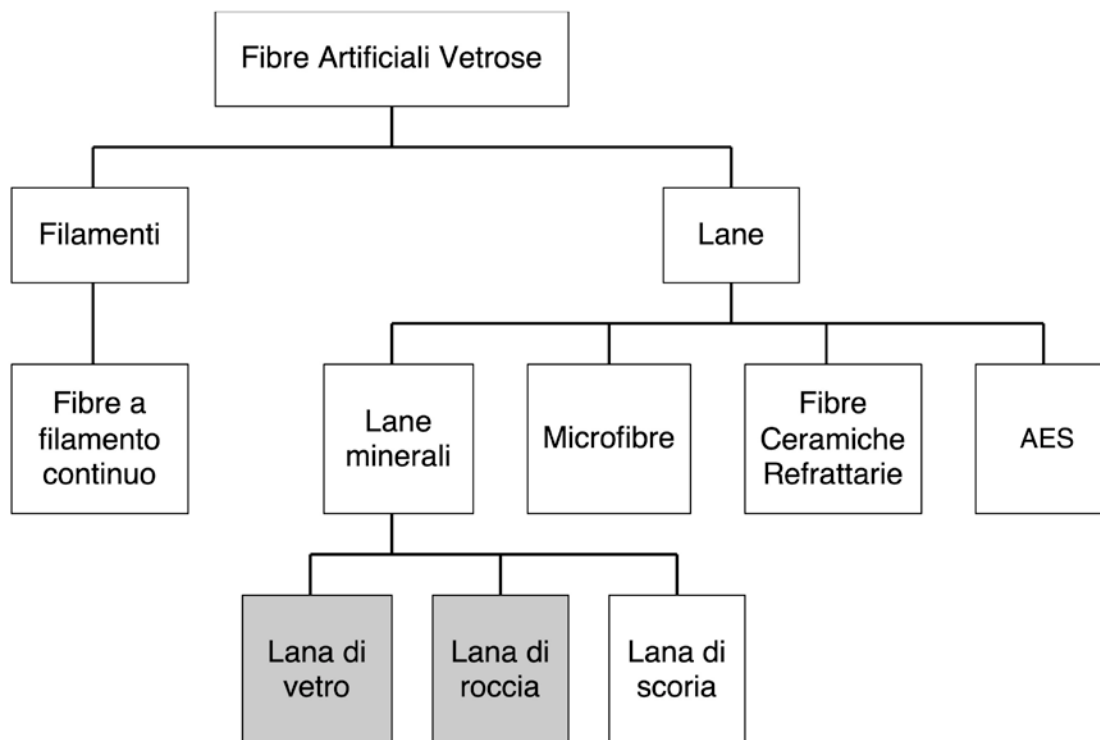 Fibre Artificiali Vetrose
Filamenti
Lane
Fibre a
filamento
continuo
Lane
minerali
Microfibre
Fibre
Ceramiche
Refrattarie
AES
Lana di
vetro
Lana di
roccia
Lana di
scoria